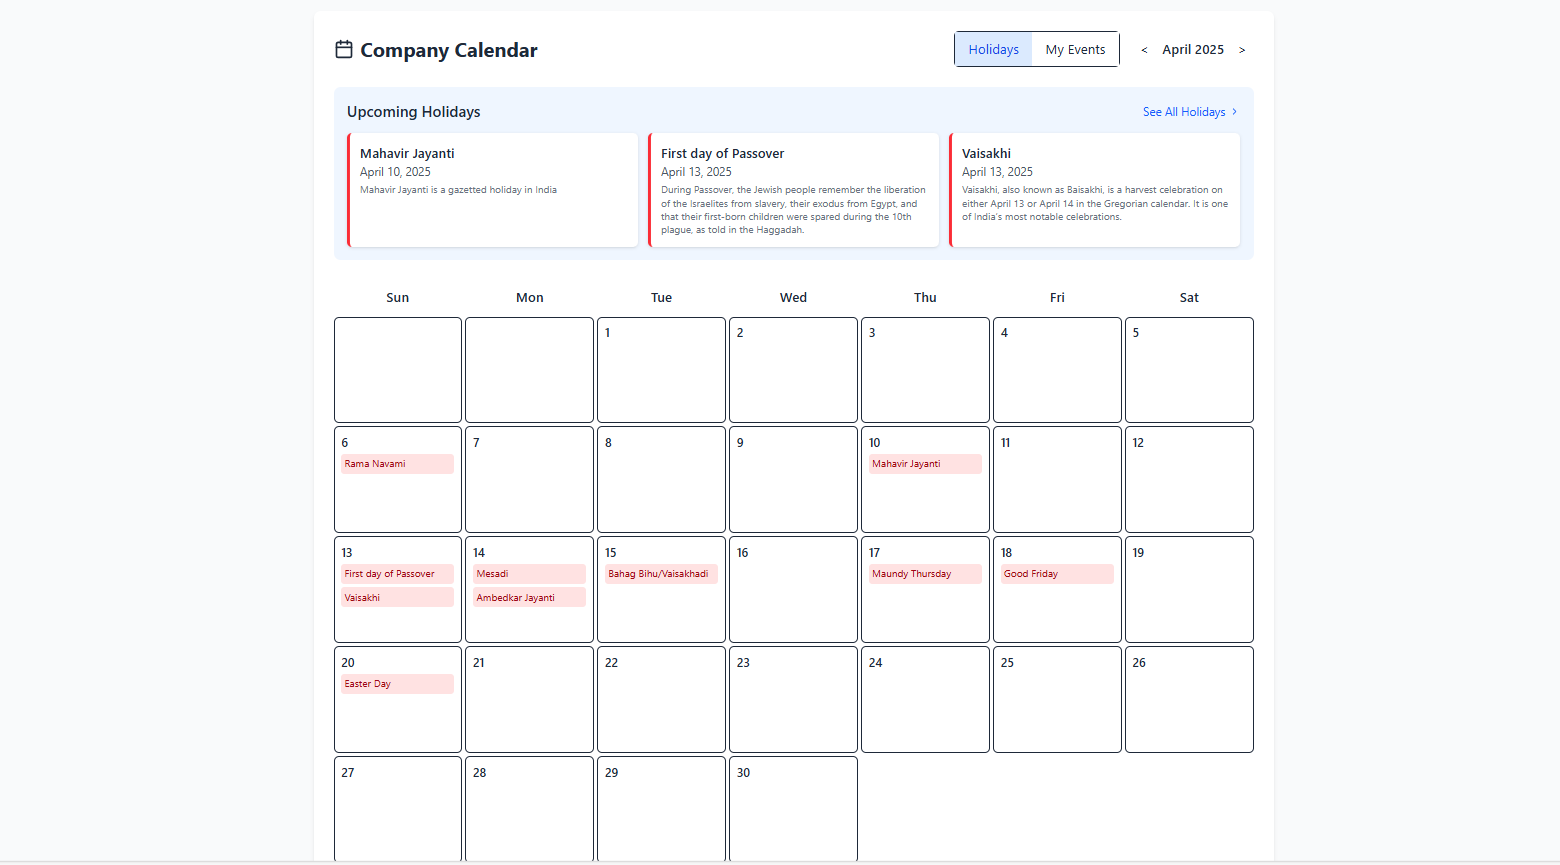 Company Calendar
Holidays
My Events
< April 2025 >
Upcoming Holidays
See All Holidays >
Mahavir Jayanti
April 10, 2025
Mahavir Jayanti is a gazetted holiday in India
First day of Passover
April 13, 2025
During Passover, the Jewish people remember the liberation
of the Israelites from slavery, their exodus from Egypt, and
that their first-born children were spared during the 10th
plague, as told in the Haggadah.
Vaisakhi
April 13, 2025
Vaisakhi, also known as Baisakhi, is a harvest celebration on
either April 13 or April 14 in the Gregorian calendar. It is one
of India's most notable celebrations.
Sun Mon Tue Wed Thu Fri Sat
1 2 3 4 5
6 7 8 9 10 11 12
Rama Navami Mahavir Jayanti
13 14 15 16 17 18 19
First day of Passover Mesadi Bahag Bihu/Vaisakhadi Maundy Thursday Good Friday
Vaisakhi Ambedkar Jayanti
20 21 22 23 24 25 26
Easter Day
27 28 29 30